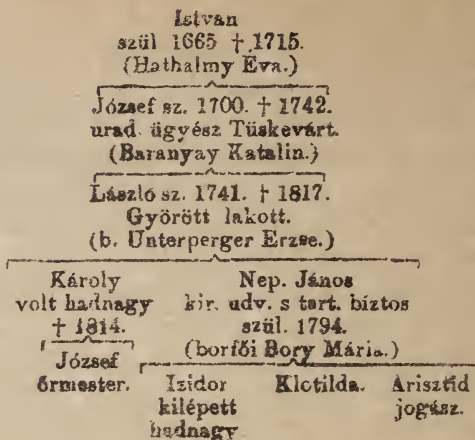 Istvan
szül 1665 † 1715.
(Hathalmy Éva.)
József sz. 1700. † 1742.
urad. ügyész Tüskevárt.
(Baranyay Katalin.)
László sz. 1741. † 1817.
Györött lakott.
(b. Unterperger Erzse.)
Károly
volt hadnagy
† 1814.
József
őrmester.
Nep. János
kir. udv. s tart. biztos
szül. 1794.
(borfői Bory Mária.)
Izidor
kilépett
hadnagy
Klotilda.
Arisztid
jogász.